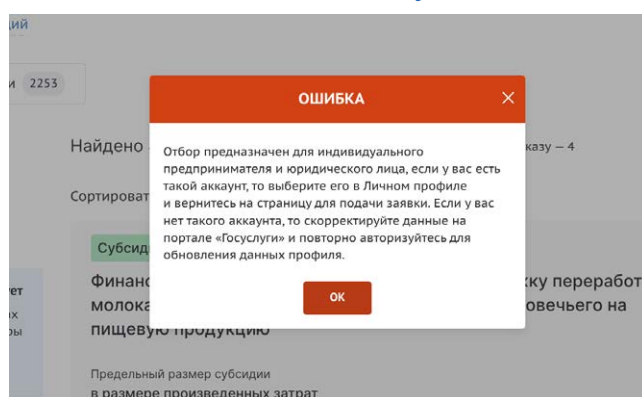 ций
и 2253
ОШИБКА
Найдено
казу — 4
Отбор предназначен для индивидуального
предпринимателя и юридического лица, если у вас есть
такой аккаунт, то выберите его в Личном профиле
и вернитесь на страницу для подачи заявки. Если у вас
нет такого аккаунта, то скорректируйте данные на
портале «Госуслуги» и повторно авторизуйтесь для
обновления данных профиля.
Сортироват
Субсид
ОК
ет
Финанс
ку переработ
молока
овечьего на
пищевую продукцию
Предельный размер субсидии
в размере произведенных затрат